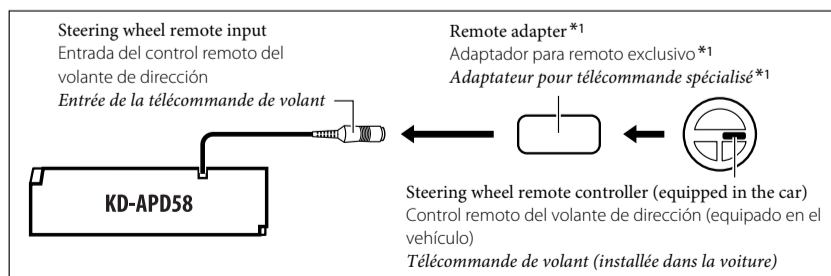 Steering wheel remote input
Entrada del control remoto del
volante de dirección
Entrée de la télécommande de volant
Remote adapter*1
Adaptador para remoto exclusivo*1
Adaptateur pour télécommande spécialisé*1
KD-APD58
Steering wheel remote controller (equipped in the car)
Control remoto del volante de dirección (equipado en el
vehículo)
Télécommande de volant (installée dans la voiture)